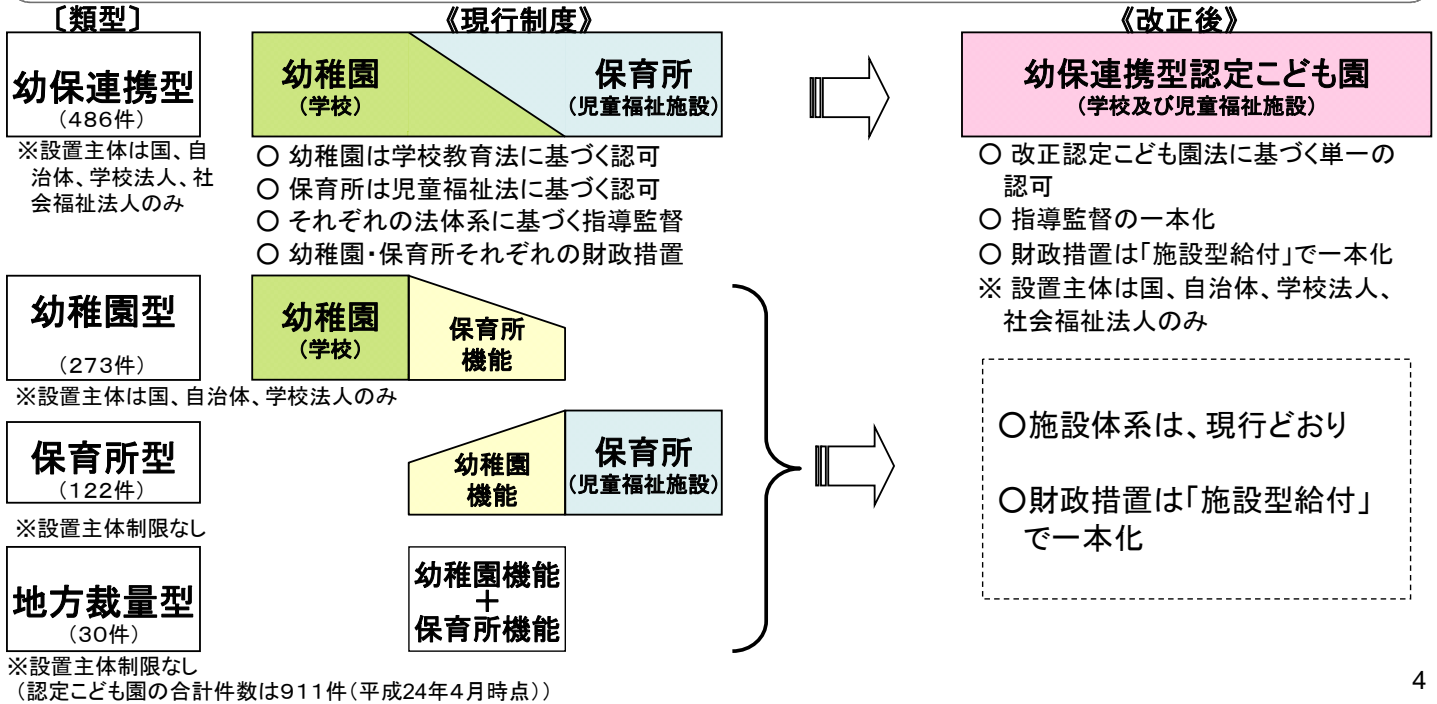 〔類型〕
《現行制度》
《改正後》
幼保連携型
（486件）
※設置主体は国、自
治体、学校法人、社
会福祉法人のみ
幼稚園
（学校）
保育所
（児童福祉施設）
○ 幼稚園は学校教育法に基づく認可
○ 保育所は児童福祉法に基づく認可
○ それぞれの法体系に基づく指導監督
○ 幼稚園・保育所それぞれの財政措置
幼保連携型認定こども園
（学校及び児童福祉施設）
○ 改正認定こども園法に基づく単一の
認可
○ 指導監督の一本化
○ 財政措置は「施設型給付」で一本化
※ 設置主体は国、自治体、学校法人、
社会福祉法人のみ
幼稚園型
（273件）
※設置主体は国、自治体、学校法人のみ
幼稚園
（学校）
保育所
機能
保育所型
（122件）
※設置主体制限なし
幼稚園
機能
保育所
（児童福祉施設）
地方裁量型
（30件）
※設置主体制限なし
幼稚園機能
＋
保育所機能
○施設体系は、現行どおり
○財政措置は「施設型給付」
で一本化
（認定こども園の合計件数は911件（平成24年4月時点））
4